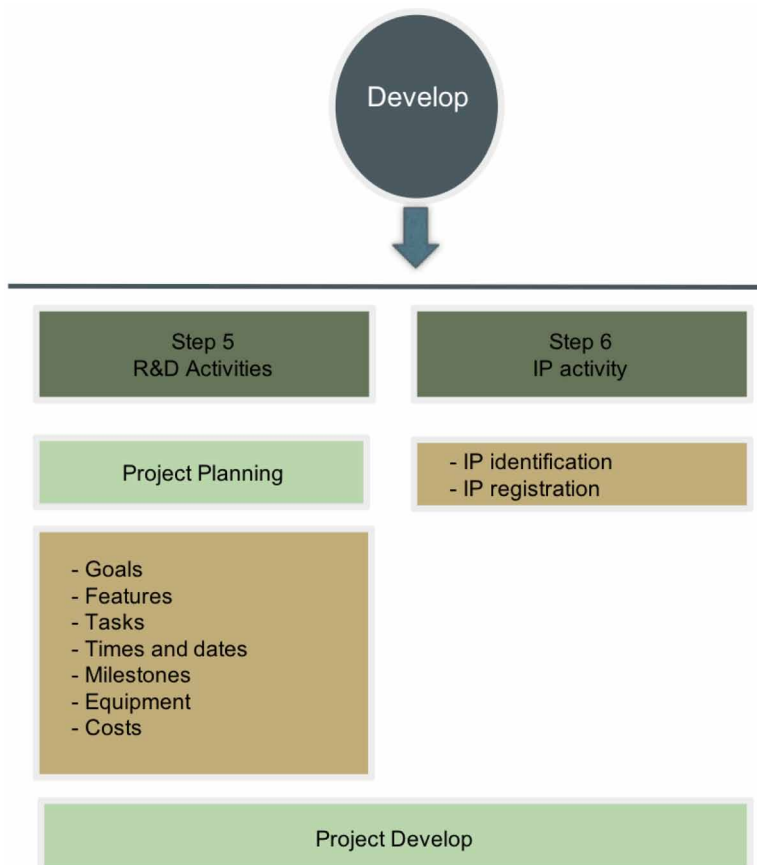 Develop
Step 5
R&D Activities
Step 6
IP activity
Project Planning
- IP identification
- IP registration
- Goals
- Features
- Tasks
- Times and dates
- Milestones
- Equipment
- Costs
Project Develop